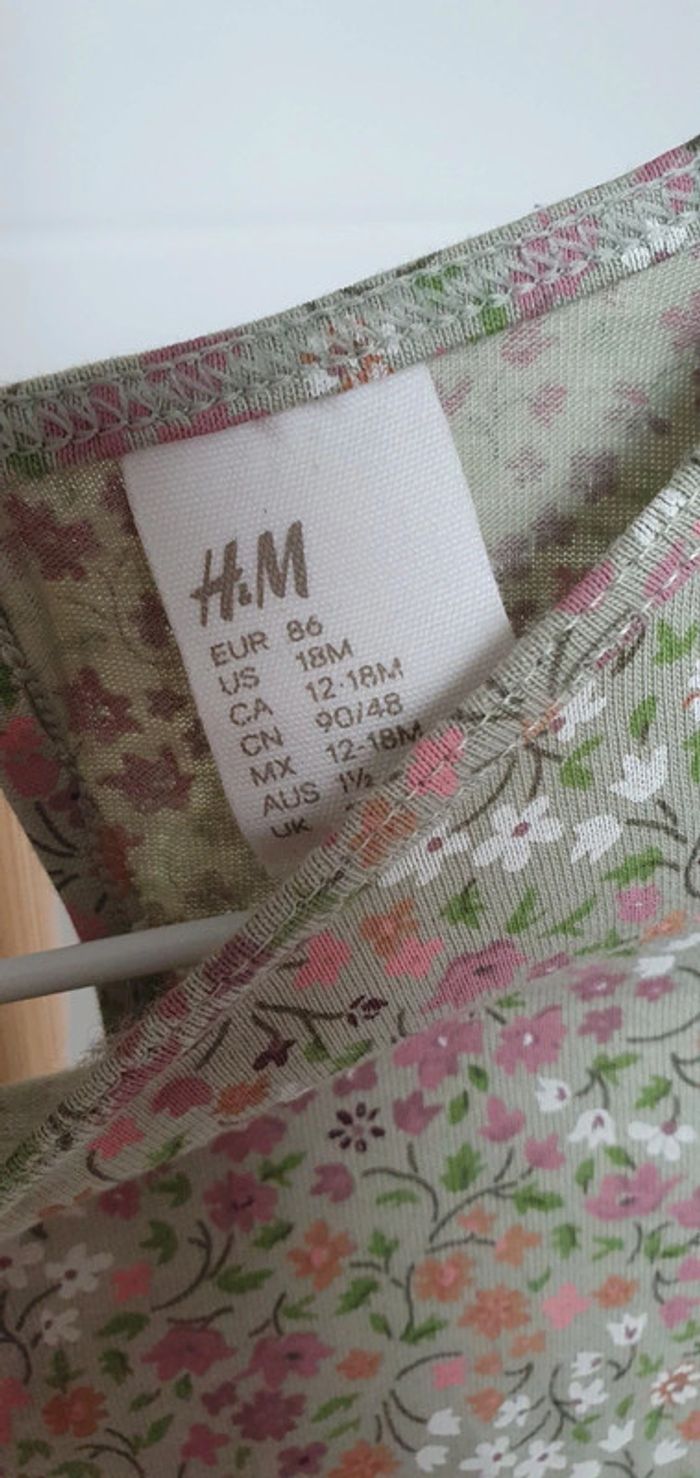 H&M
EUR 86
US 18M
CA 12-18M
CN 90/48
MX 12-18M
AUS 1½
UK